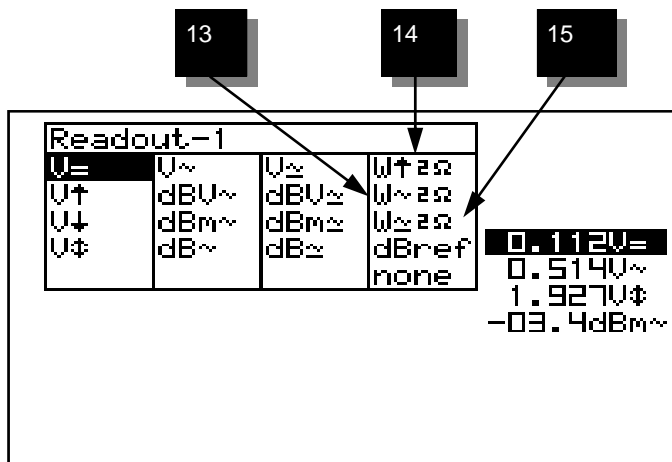 13 14 15
Readout-1
V= V~ V≃ W↑2Ω
V↑ dBV~ dBV≃ W~2Ω
V↓ dBm~ dBm≃ W≃2Ω
V↕ dB~ dB≃ dBref
none
0.112V=
0.514V~
1.927V↕
-03.4dBm~